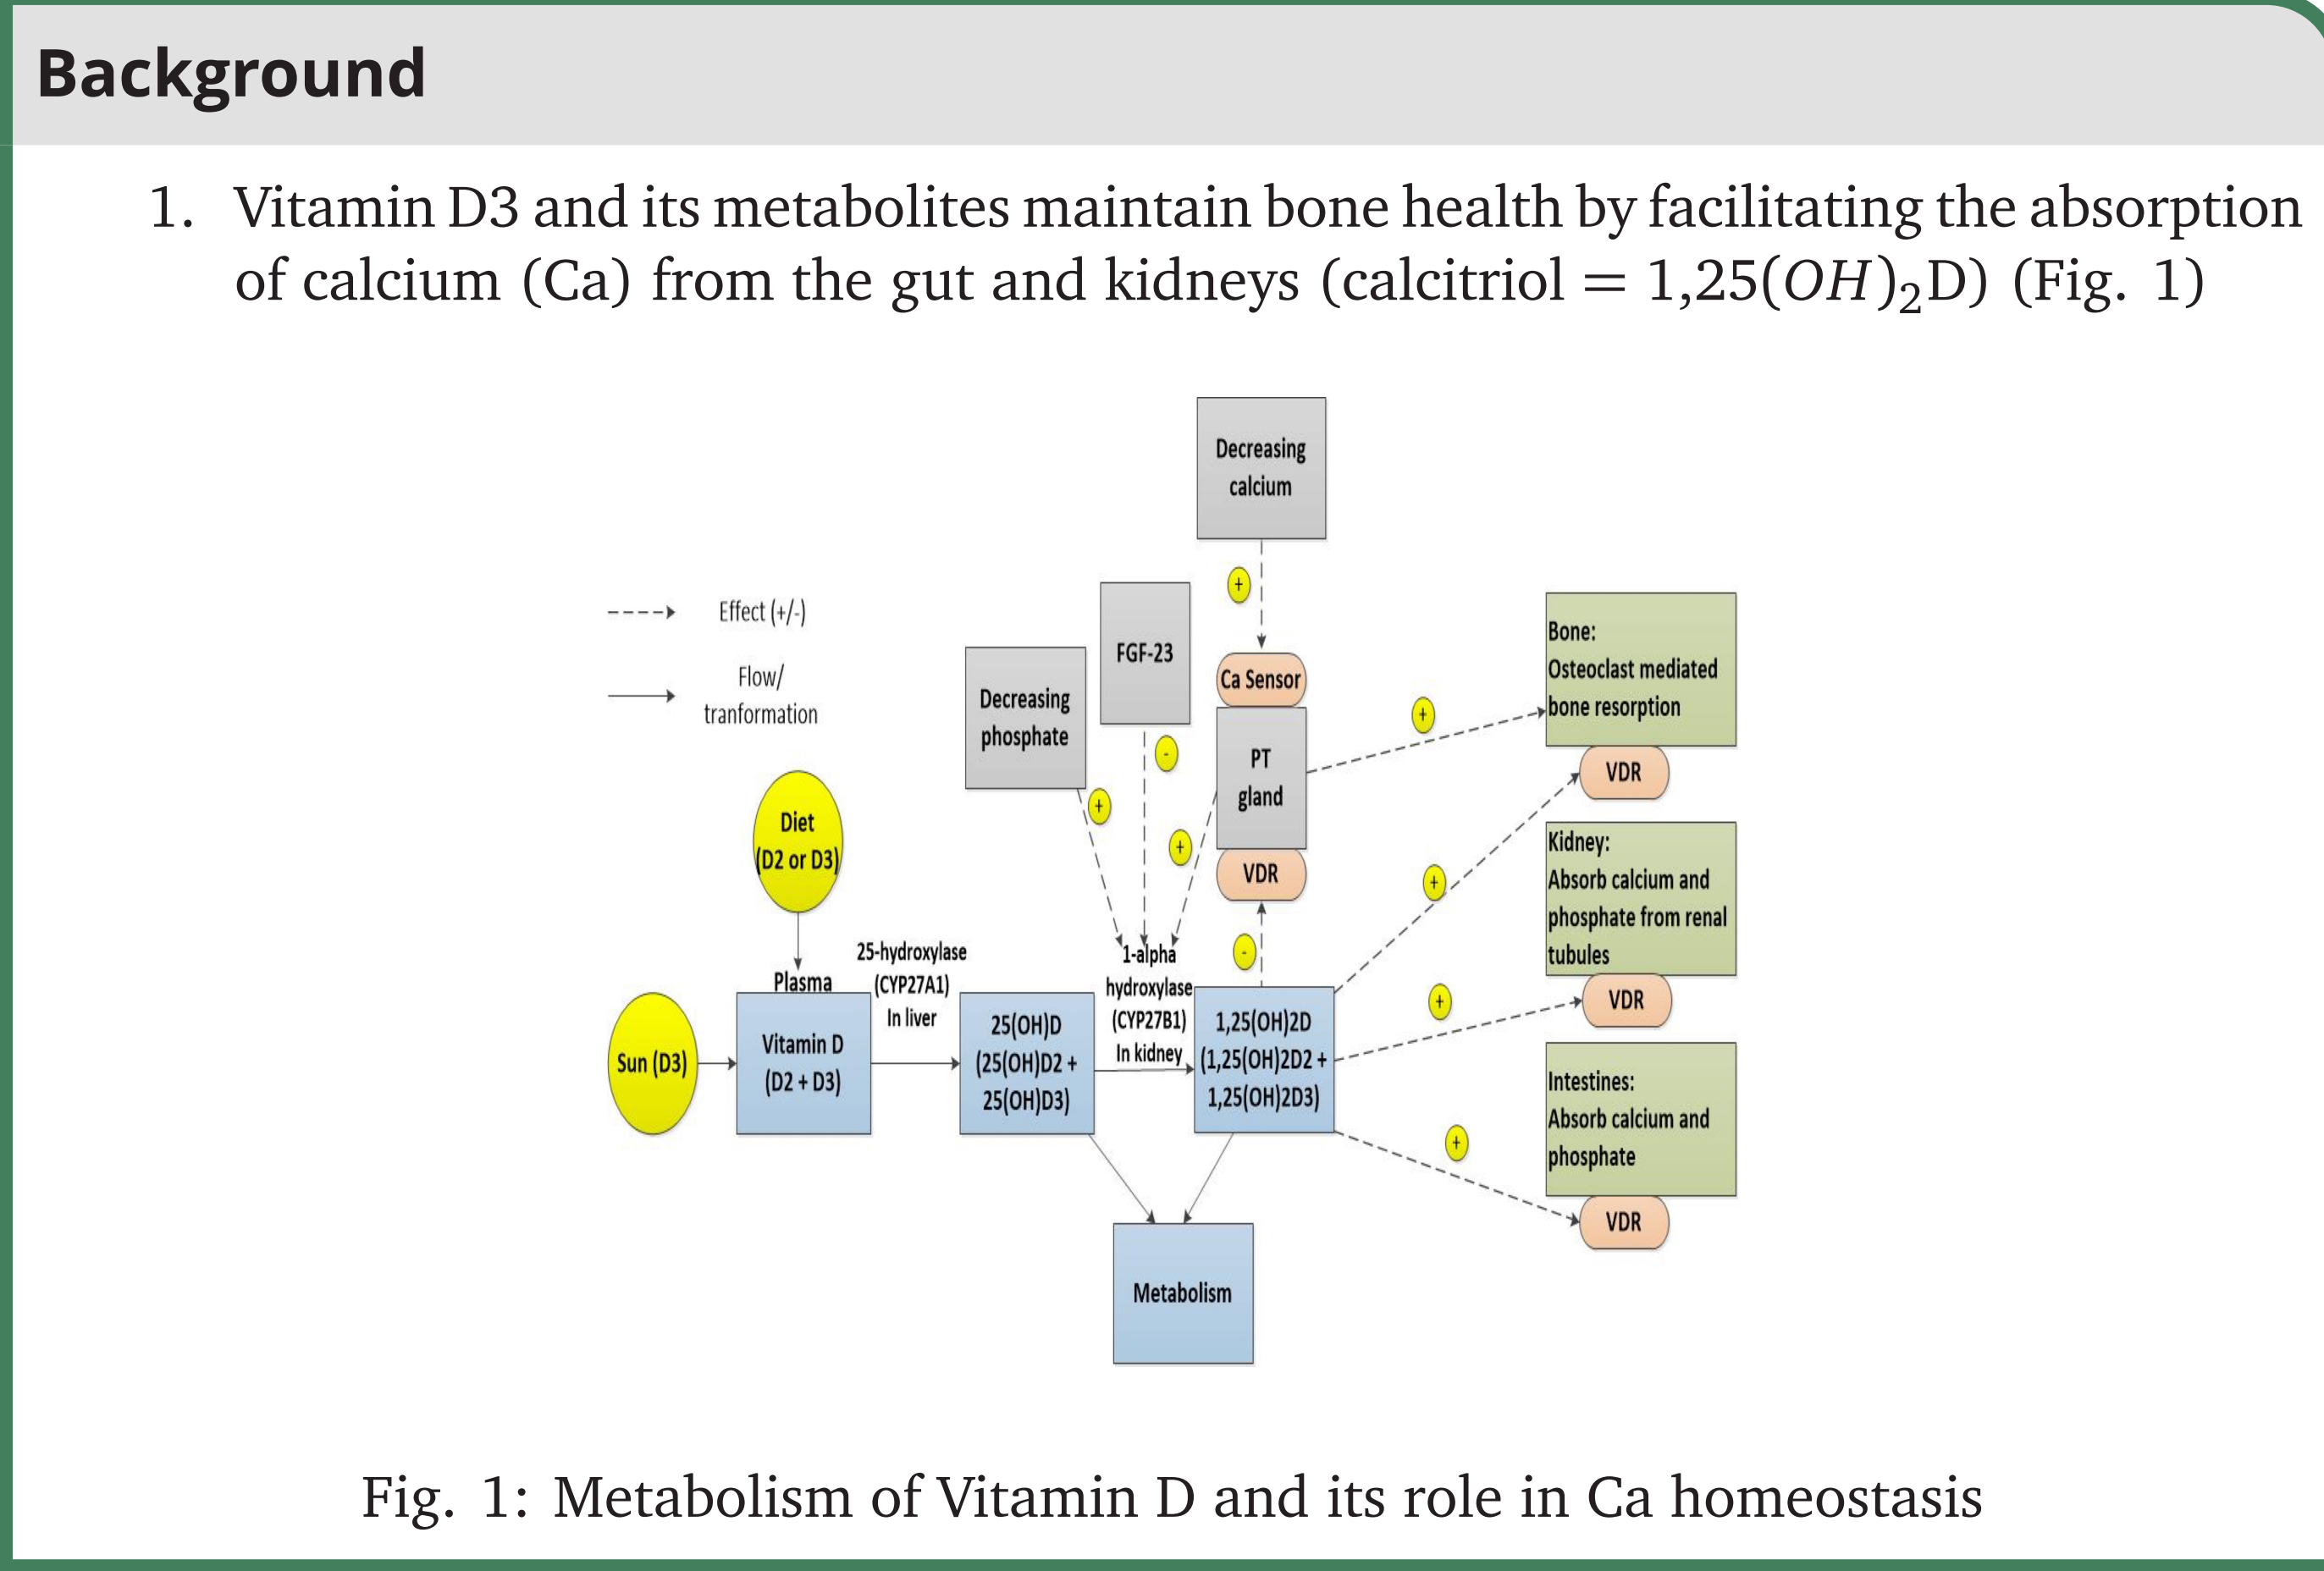 Background
1. Vitamin D3 and its metabolites maintain bone health by facilitating the absorption
of calcium (Ca) from the gut and kidneys (calcitriol = 1,25(OH)₂D) (Fig. 1)
Decreasing
calcium
+
Effect (+/-)
Flow/
tranformation
Decreasing
phosphate
FGF-23
Ca Sensor
PT
gland
VDR
+
-
+
-
+
Bone:
Osteoclast mediated
bone resorption
VDR
+
Kidney:
Absorb calcium and
phosphate from renal
tubules
VDR
+
Intestines:
Absorb calcium and
phosphate
VDR
+
Diet
(D2 or D3)
Sun (D3)
Plasma
Vitamin D
(D2 + D3)
25-hydroxylase
(CYP27A1)
In liver
25(OH)D
(25(OH)D2 +
25(OH)D3)
1-alpha
hydroxylase
(CYP27B1)
In kidney
1,25(OH)2D
(1,25(OH)2D2 +
1,25(OH)2D3)
Metabolism
Fig. 1: Metabolism of Vitamin D and its role in Ca homeostasis